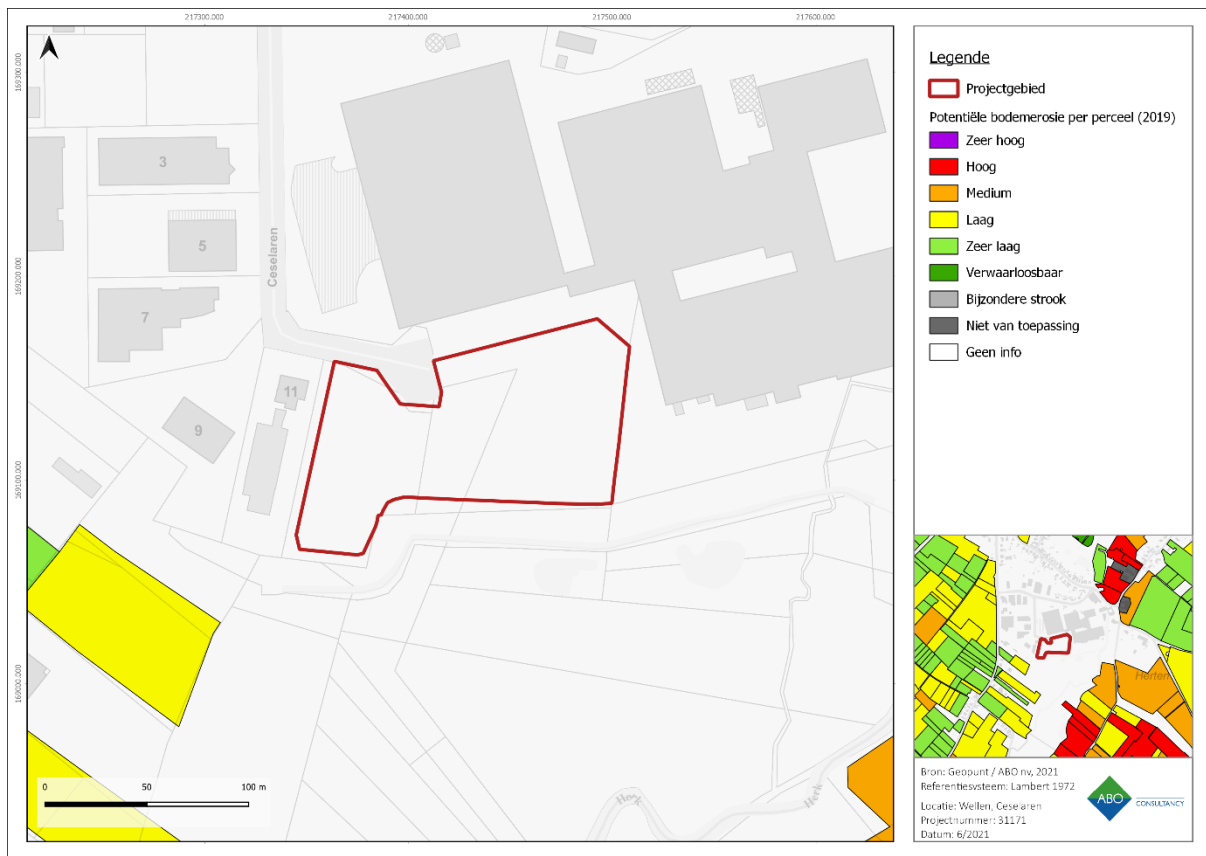 217300.000
217400.000
217500.000
217600.000
169300.000
169200.000
169100.000
169000.000
3
5
7
9
11
Ceselaren
Herk
Herk
0
50
100 m
Legende
Projectgebied
Potentiële bodemerosie per perceel (2019)
Zeer hoog
Hoog
Medium
Laag
Zeer laag
Verwaarloosbaar
Bijzondere strook
Niet van toepassing
Geen info
Herten
Bron: Geopunt / ABO nv, 2021
Referentiesysteem: Lambert 1972
Locatie: Wellen, Ceselaren
Projectnummer: 31171
Datum: 6/2021
ABO
CONSULTANCY